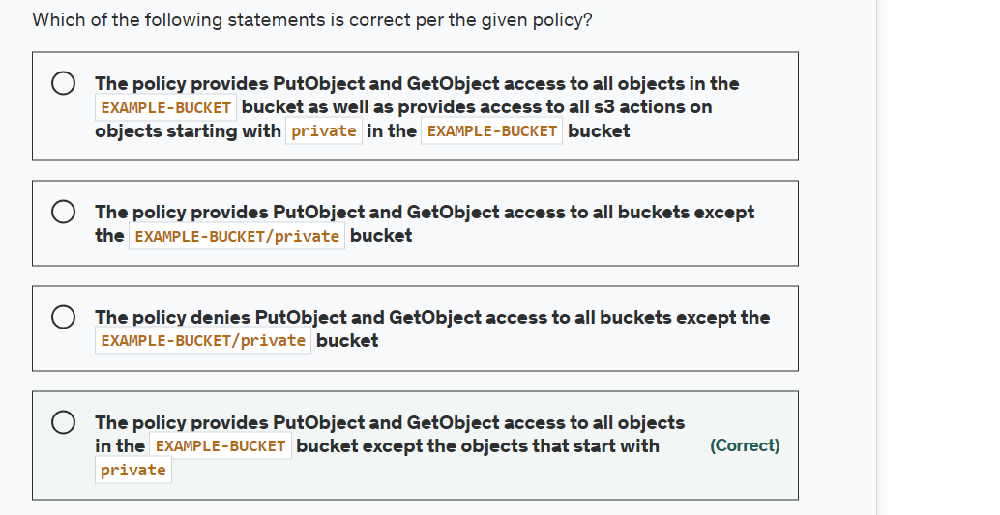 Which of the following statements is correct per the given policy?
The policy provides PutObject and GetObject access to all objects in the
EXAMPLE-BUCKET bucket as well as provides access to all s3 actions on
objects starting with private in the EXAMPLE-BUCKET bucket
The policy provides PutObject and GetObject access to all buckets except
the EXAMPLE-BUCKET/private bucket
The policy denies PutObject and GetObject access to all buckets except the
EXAMPLE-BUCKET/private bucket
The policy provides PutObject and GetObject access to all objects
in the EXAMPLE-BUCKET bucket except the objects that start with (Correct)
private